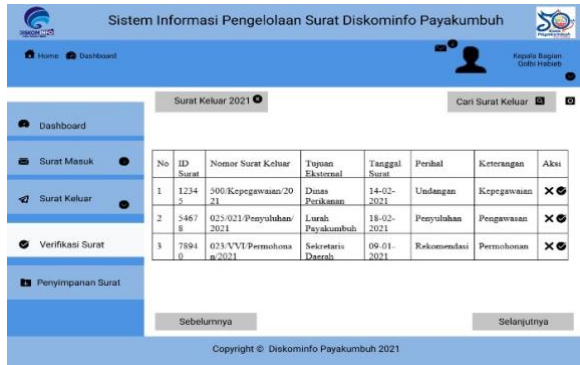 Sistem Informasi Pengelolaan Surat Diskominfo Payakumbuh
Home Dashboard
0
Kepala Bagian
Golbi Habieb
Surat Keluar 2021
Cari Surat Keluar
Dashboard
Surat Masuk
Surat Keluar
Verifikasi Surat
Penyimpanan Surat
No ID Surat Nomor Surat Keluar Tujuan Eksternal Tanggal Surat Perihal Keterangan Aksi
1 12345 500/Kepegawaian/2021 Dinas Perikanan 14-02-2021 Undangan Kepegawaian
2 54678 025/021/Penyuluhan/2021 Lurah Payakumbuh 18-02-2021 Penyuluhan Pengawasan
3 78940 023/VVI/Permohonan/2021 Sekretaris Daerah 09-01-2021 Rekomendasi Permohonan
Sebelumnya
Selanjutnya
Copyright © Diskominfo Payakumbuh 2021